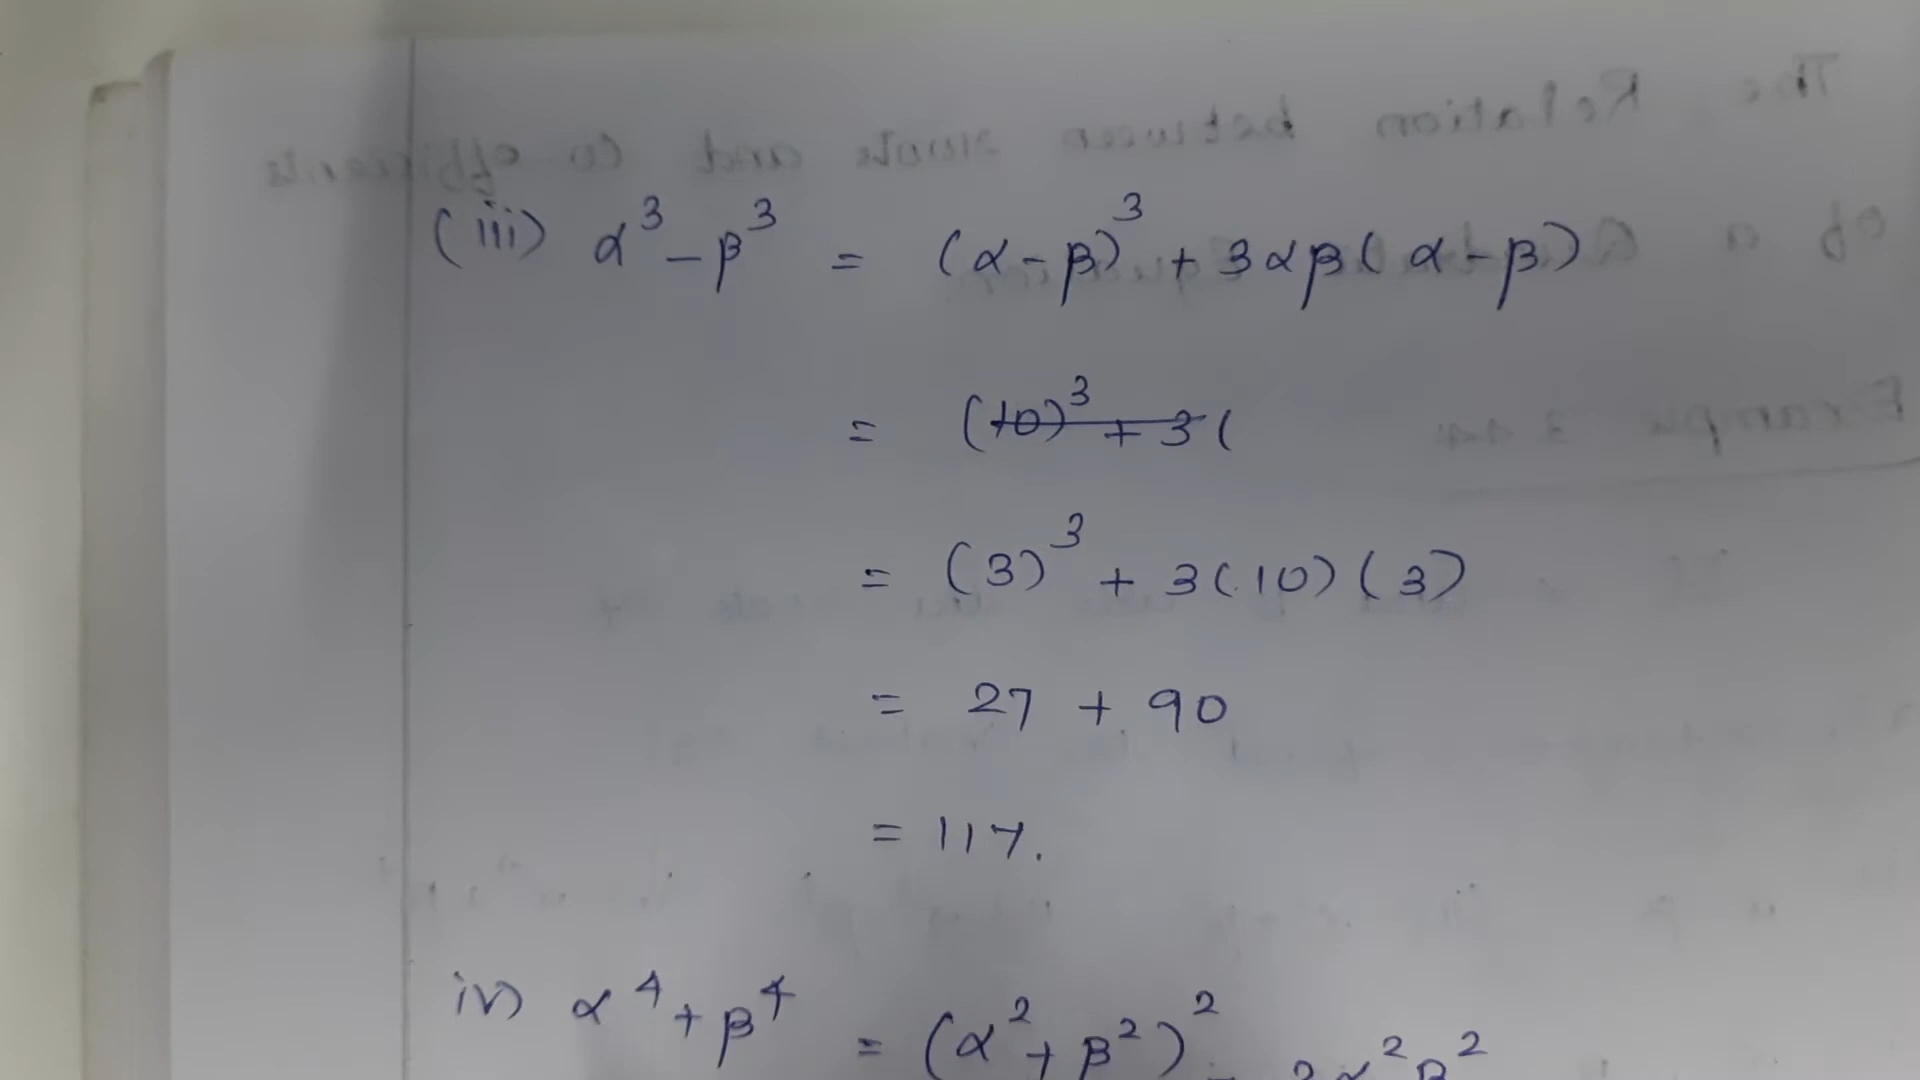 (iii) α³ - β³ = (α - β)³ + 3αβ(α - β)
= (10)³ + 3(
= (3)³ + 3(10)(3)
= 27 + 90
= 117.
iv) α⁴ + β⁴ = (α² + β²)² - 2α²β²